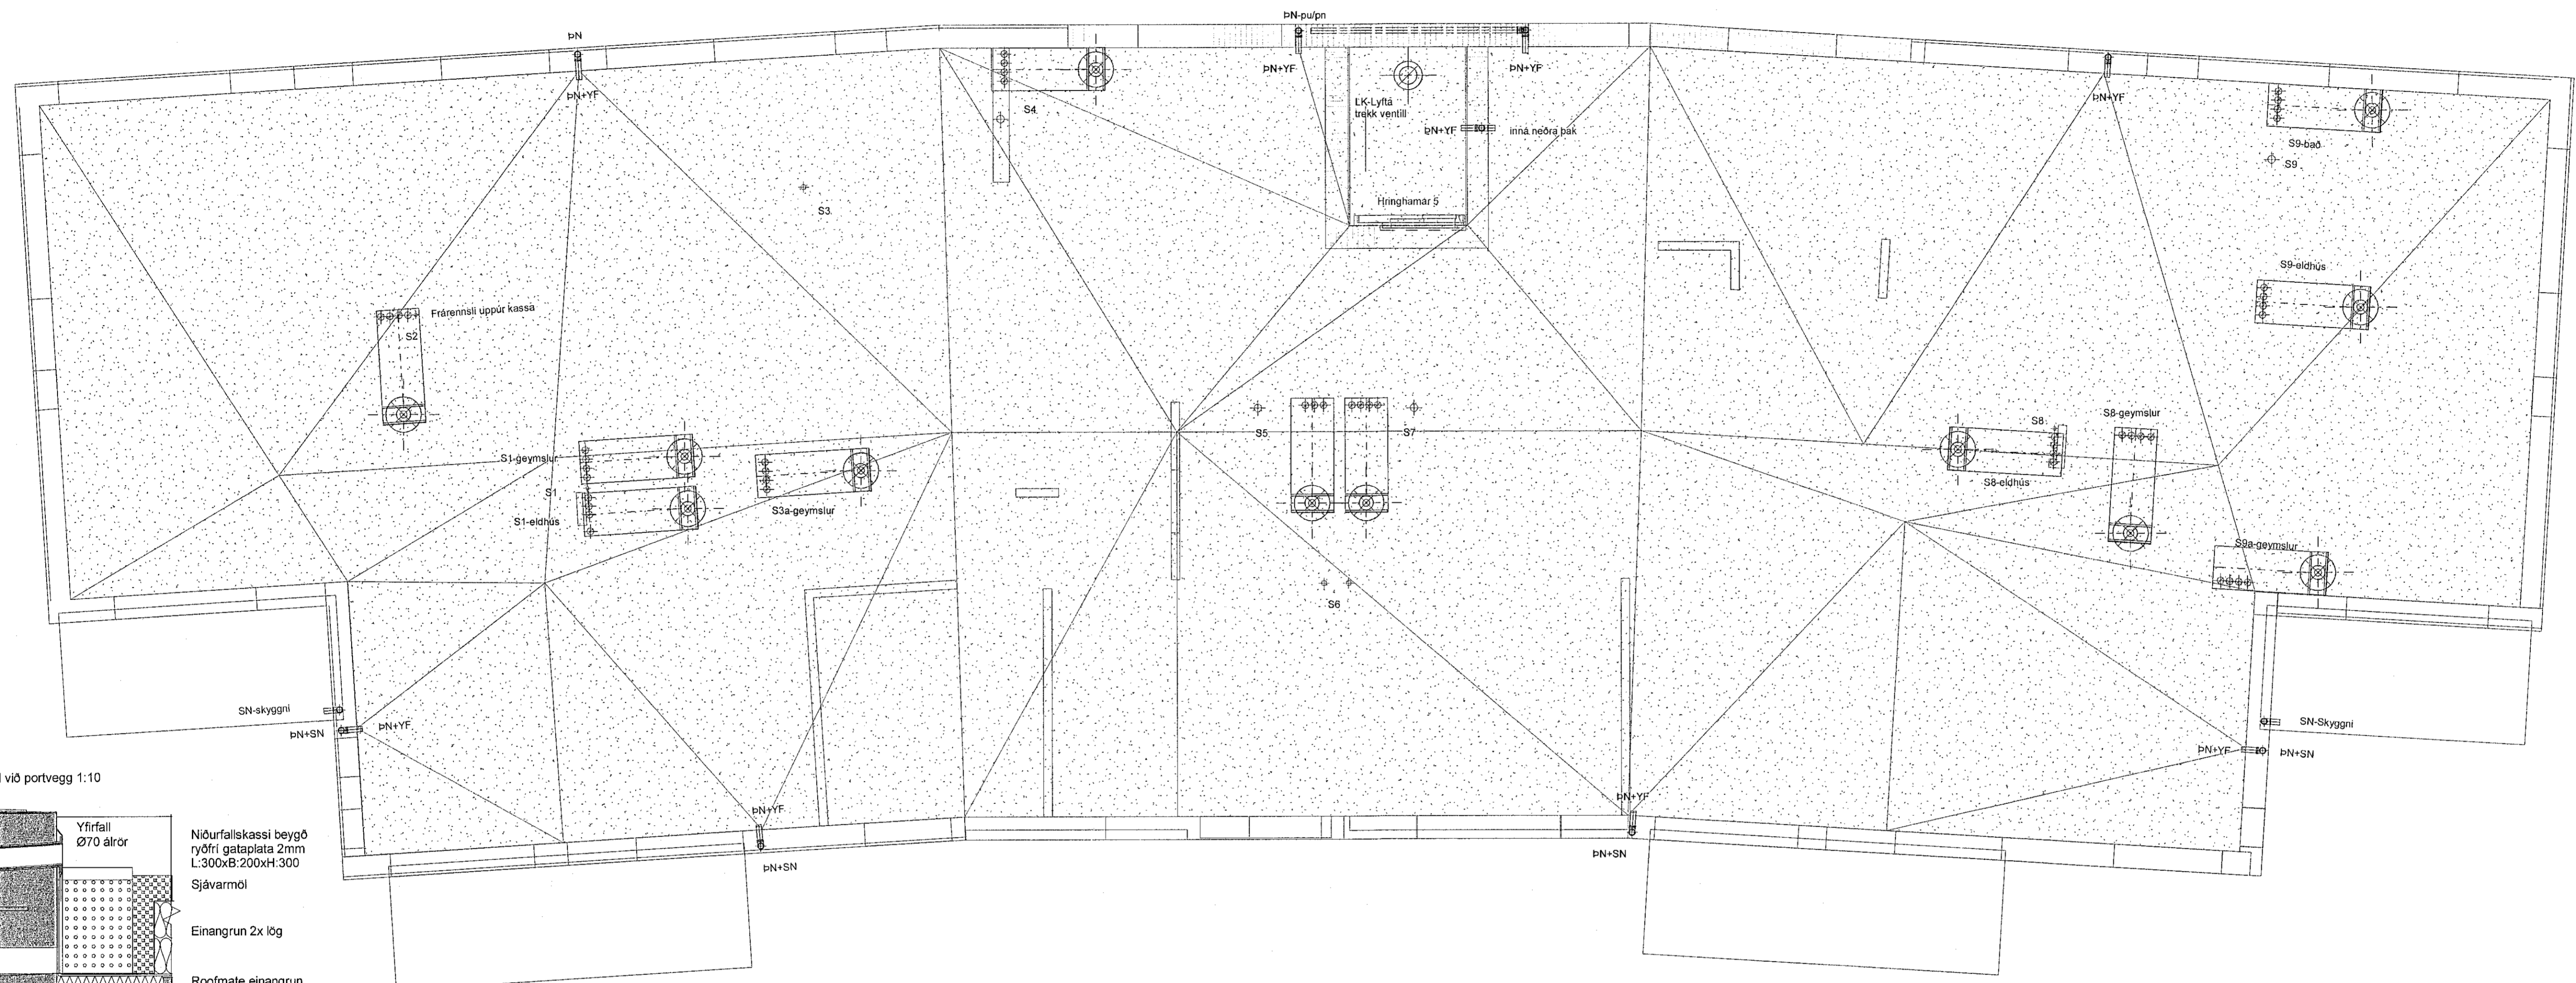 ÞN-pu/þn
ÞN
ÞN+YF
ÞN+YF
ÞN+YF
ÞN+YF
S4
LK-Lyfta
trekk ventill
ÞN+YF
inná neðra þak
S9-bað
S9
S3
Hringhamar 5
S9-eldhús
Frárennsli uppúr kassa
S2
S5
S7
S8
S8-geymslur
S1-geymslur
S1
S1-eldhús
S3a-geymslur
S8-eldhús
S9a-geymslur
S6
SN-skyggni
ÞN+YF
ÞN+SN
SN-Skyggni
ÞN+YF
ÞN+SN
ÞN+YF
ÞN+SN
ÞN+YF
ÞN+SN
við portvegg 1:10
Yfirfall
Ø70 álrör
Niðurfallskassi beygð
ryðfrí gataplata 2mm
L:300xB:200xH:300
Sjávarmöl
Einangrun 2x lög
Roofmate einangrun